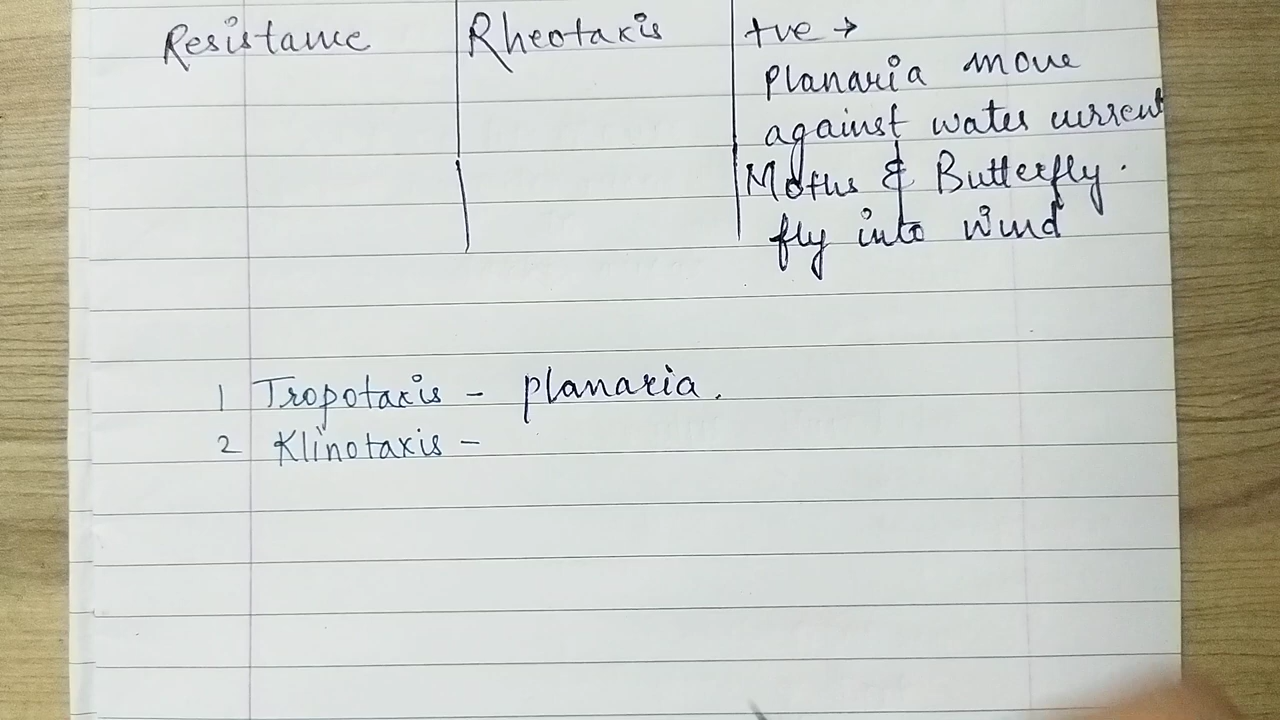 Resistance Rheotaxis +ve →
planaria move
against water current
Moths & Butterfly.
fly into wind
1 Tropotaxis - planaria.
2 Klinotaxis -